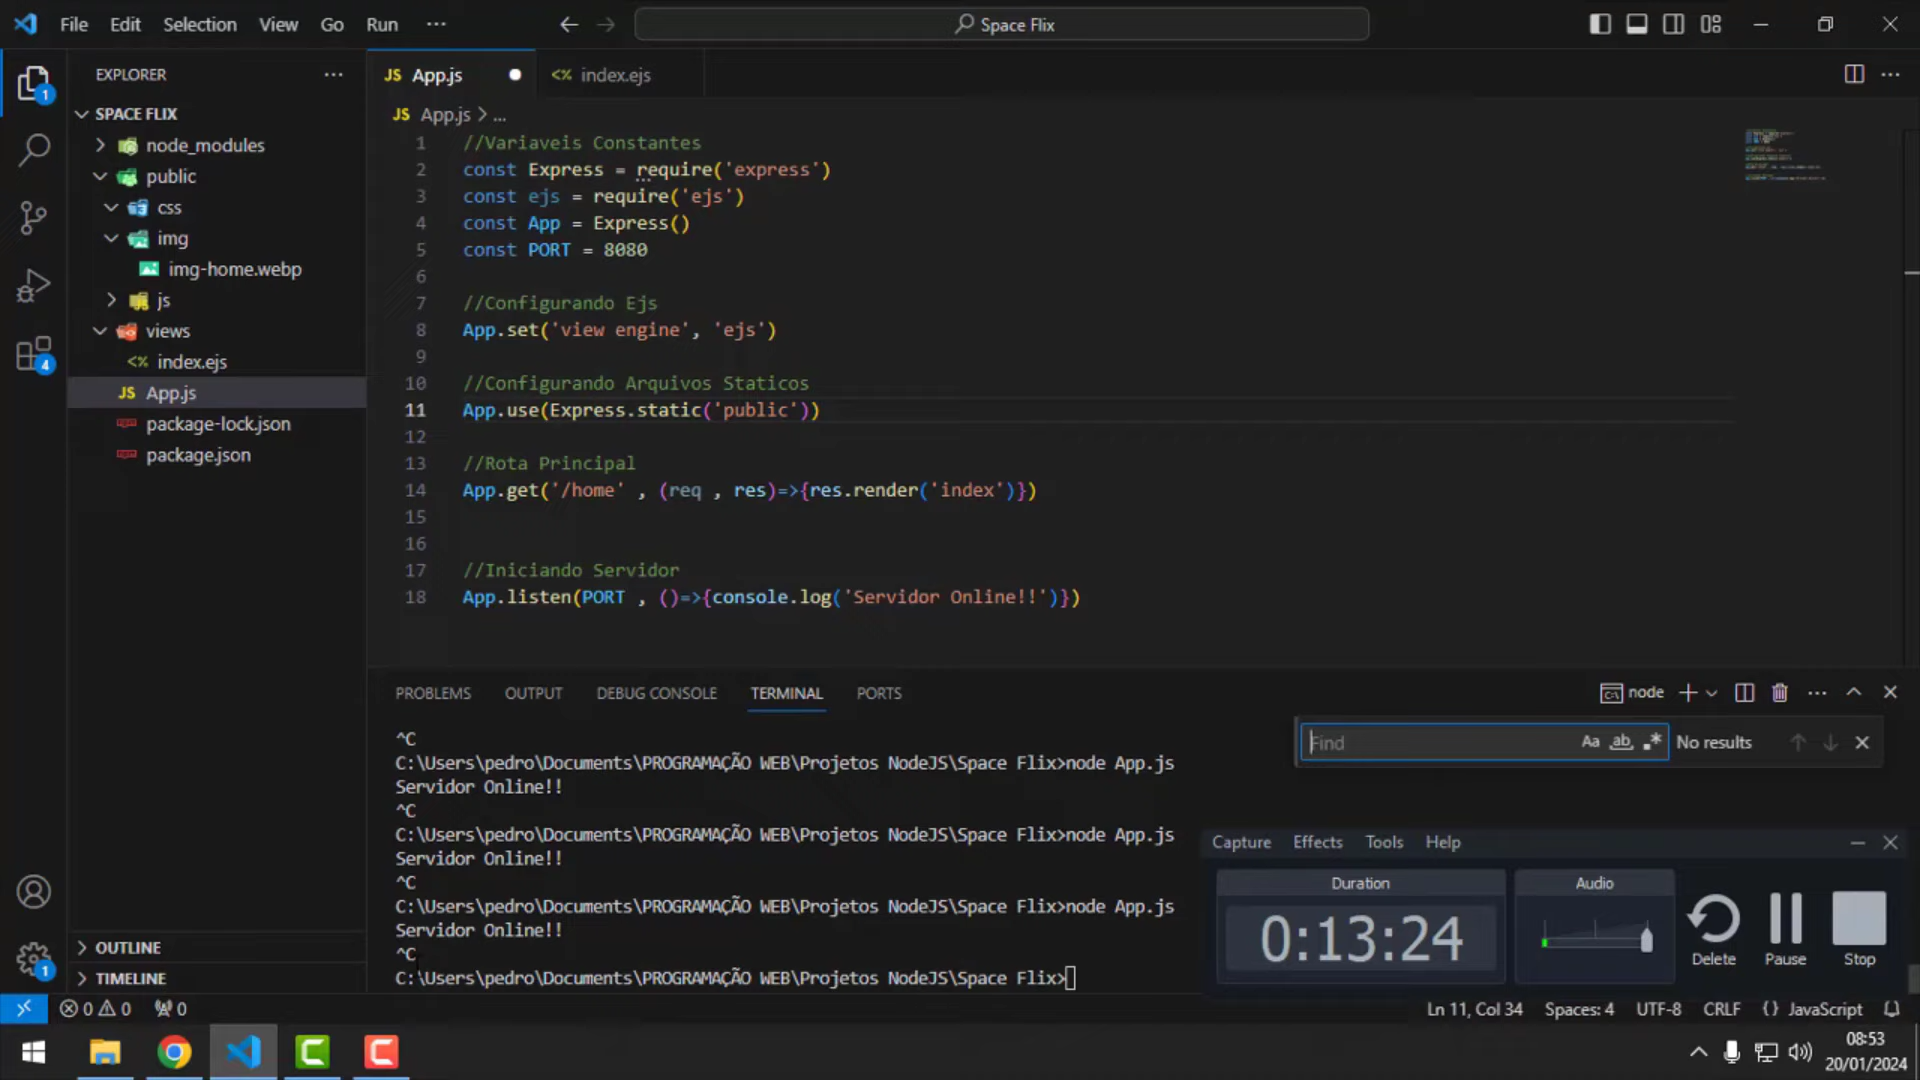 File Edit Selection View Go Run ··· Space Flix
EXPLORER ···
SPACE FLIX
node_modules
public
css
img
img-home.webp
js
views
<% index.ejs
JS App.js
package-lock.json
package.json
OUTLINE
TIMELINE
1
4
1
JS App.js <% index.ejs
JS App.js > ...
1 //Variaveis Constantes
2 const Express = require('express')
3 const ejs = require('ejs')
4 const App = Express()
5 const PORT = 8080
6
7 //Configurando Ejs
8 App.set('view engine', 'ejs')
9
10 //Configurando Arquivos Staticos
11 App.use(Express.static('public'))
12
13 //Rota Principal
14 App.get('/home' , (req , res)=>{res.render('index')})
15
16
17 //Iniciando Servidor
18 App.listen(PORT , ()=>{console.log('Servidor Online!!')})
PROBLEMS OUTPUT DEBUG CONSOLE TERMINAL PORTS node
Find Aa ab .* No results
^C
C:\Users\pedro\Documents\PROGRAMAÇÃO WEB\Projetos NodeJS\Space Flix>node App.js
Servidor Online!!
^C
C:\Users\pedro\Documents\PROGRAMAÇÃO WEB\Projetos NodeJS\Space Flix>node App.js
Servidor Online!!
^C
C:\Users\pedro\Documents\PROGRAMAÇÃO WEB\Projetos NodeJS\Space Flix>node App.js
Servidor Online!!
^C
C:\Users\pedro\Documents\PROGRAMAÇÃO WEB\Projetos NodeJS\Space Flix>
Capture Effects Tools Help
Duration Audio
0:13:24
Delete Pause Stop
0 0 0 Ln 11, Col 34 Spaces: 4 UTF-8 CRLF {} JavaScript
08:53
20/01/2024